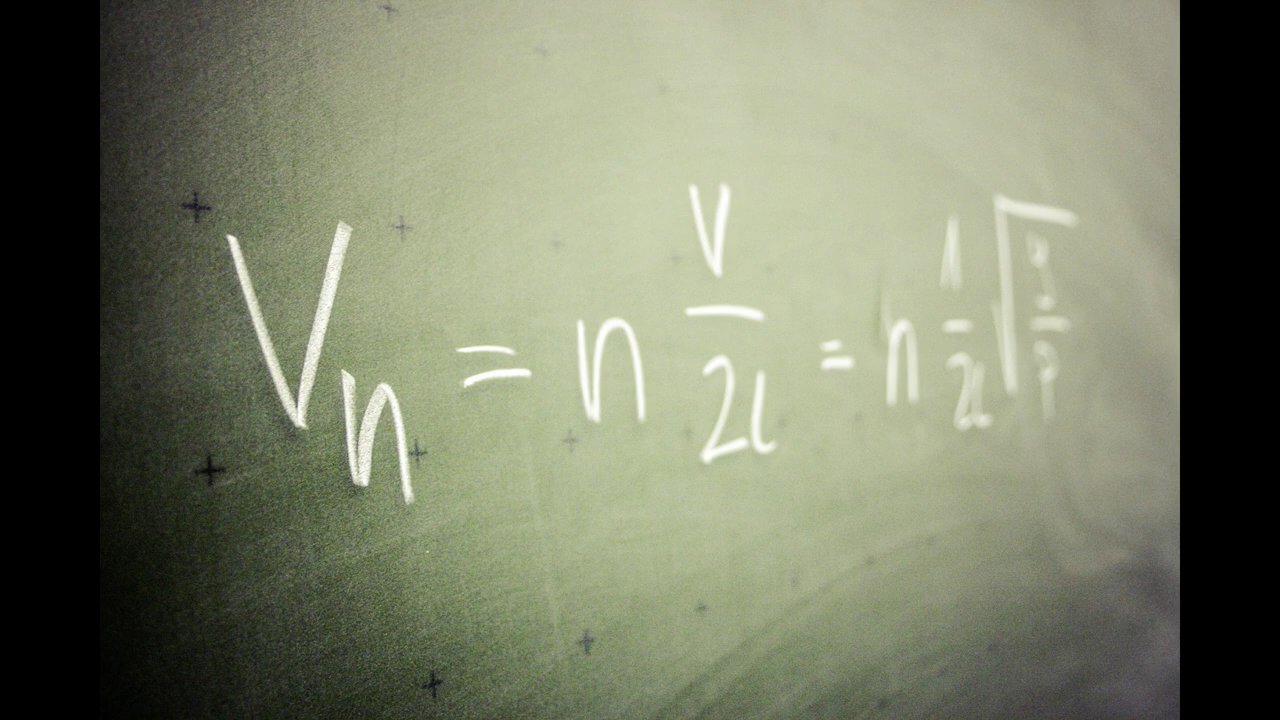 Vn = n v/2l = n 1/2l √